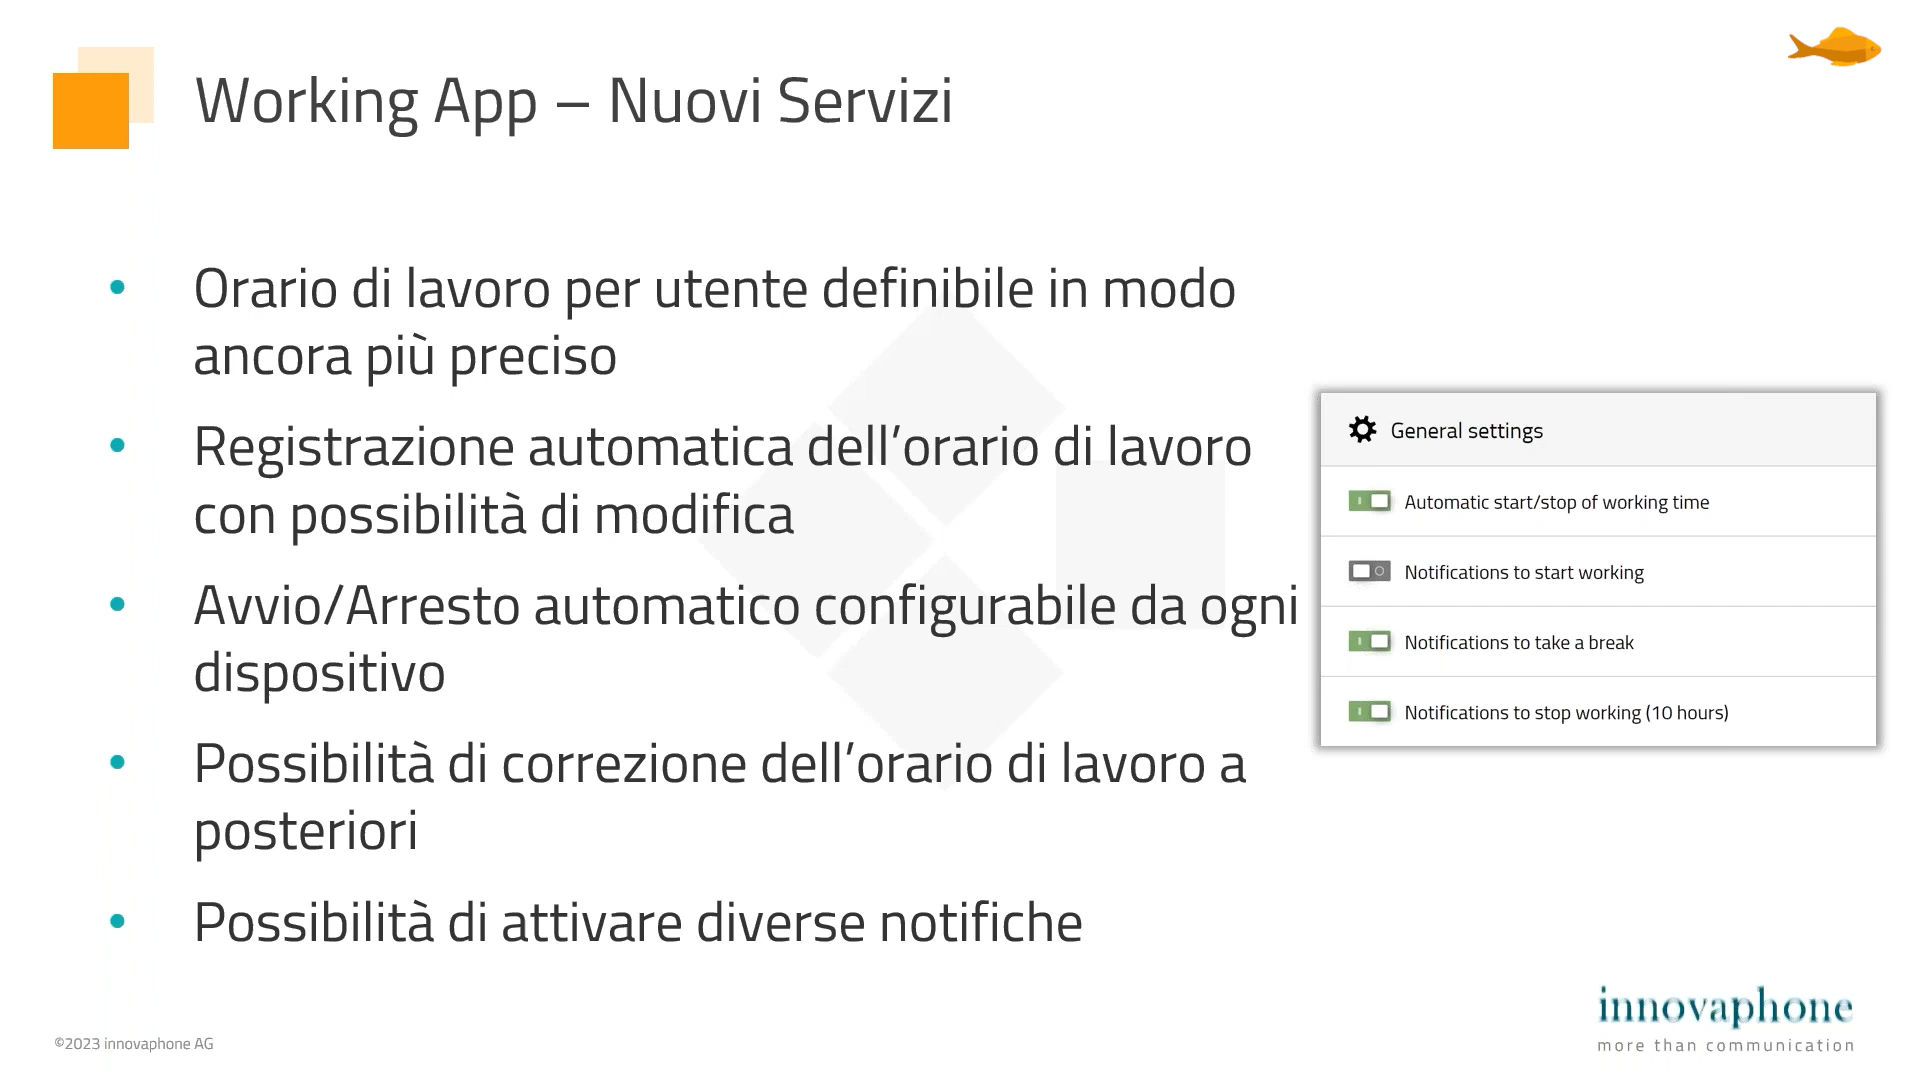 Working App – Nuovi Servizi
• Orario di lavoro per utente definibile in modo
ancora più preciso
• Registrazione automatica dell’orario di lavoro
con possibilità di modifica
• Avvio/Arresto automatico configurabile da ogni
dispositivo
• Possibilità di correzione dell’orario di lavoro a
posteriori
• Possibilità di attivare diverse notifiche
General settings
Automatic start/stop of working time
Notifications to start working
Notifications to take a break
Notifications to stop working (10 hours)
©2023 innovaphone AG
innovaphone
more than communication